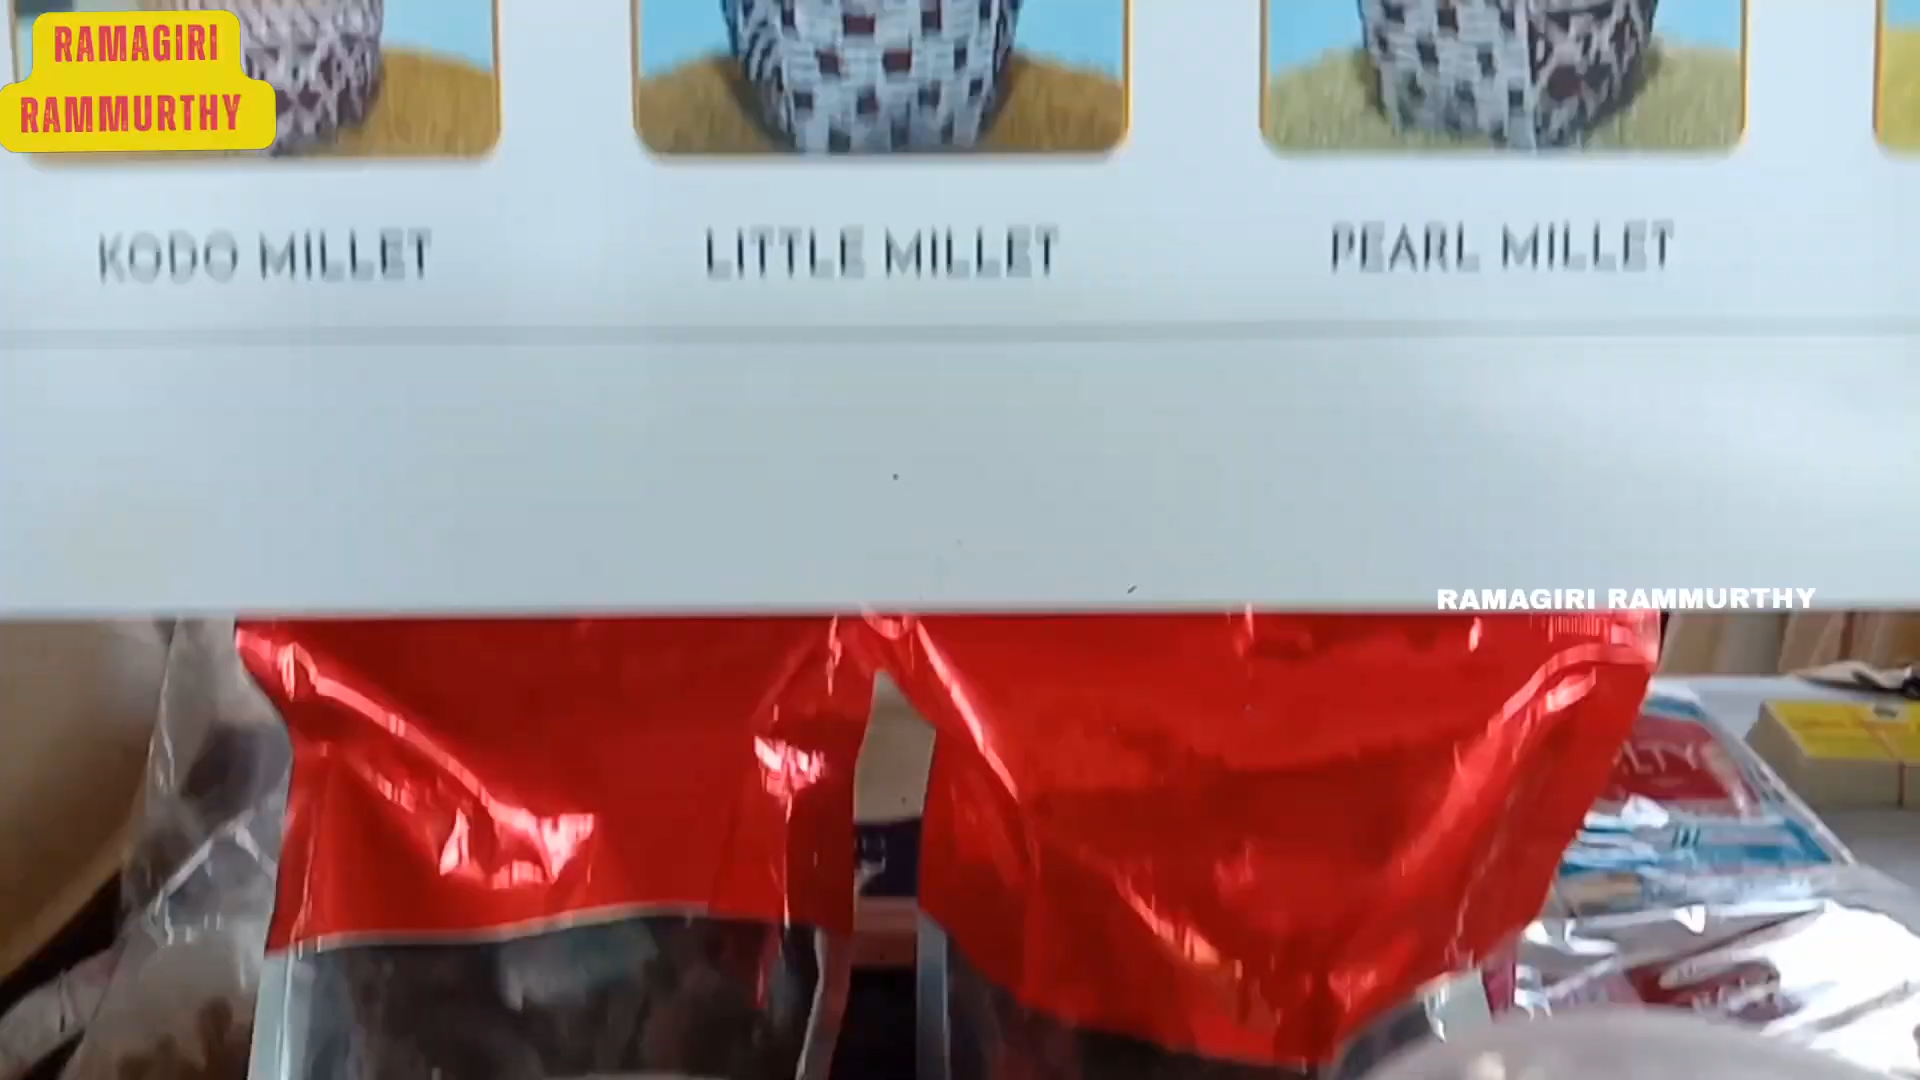 RAMAGIRI
RAMMURTHY
KODO MILLET
LITTLE MILLET
PEARL MILLET
RAMAGIRI RAMMURTHY